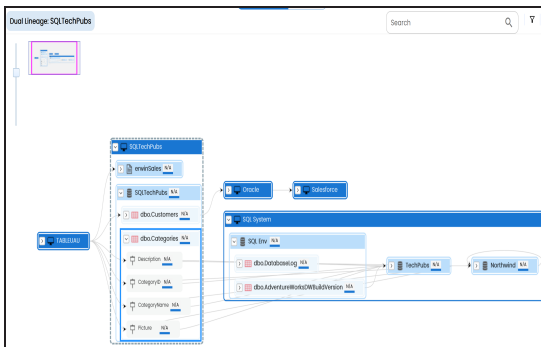 Dual Lineage: SQLTechPubs
Search
SQLTechPubs
erwinSales N/A
SQLTechPubs N/A
dbo.Customers N/A
dbo.Categories N/A
Description N/A
CategoryID N/A
CategoryName N/A
Picture N/A
TABLEUAU
Oracle
Salesforce
SQL System
SQL Env N/A
dbo.DatabaseLog N/A
dbo.AdventureWorksDWBuildVersion N/A
TechPubs N/A
Northwind N/A